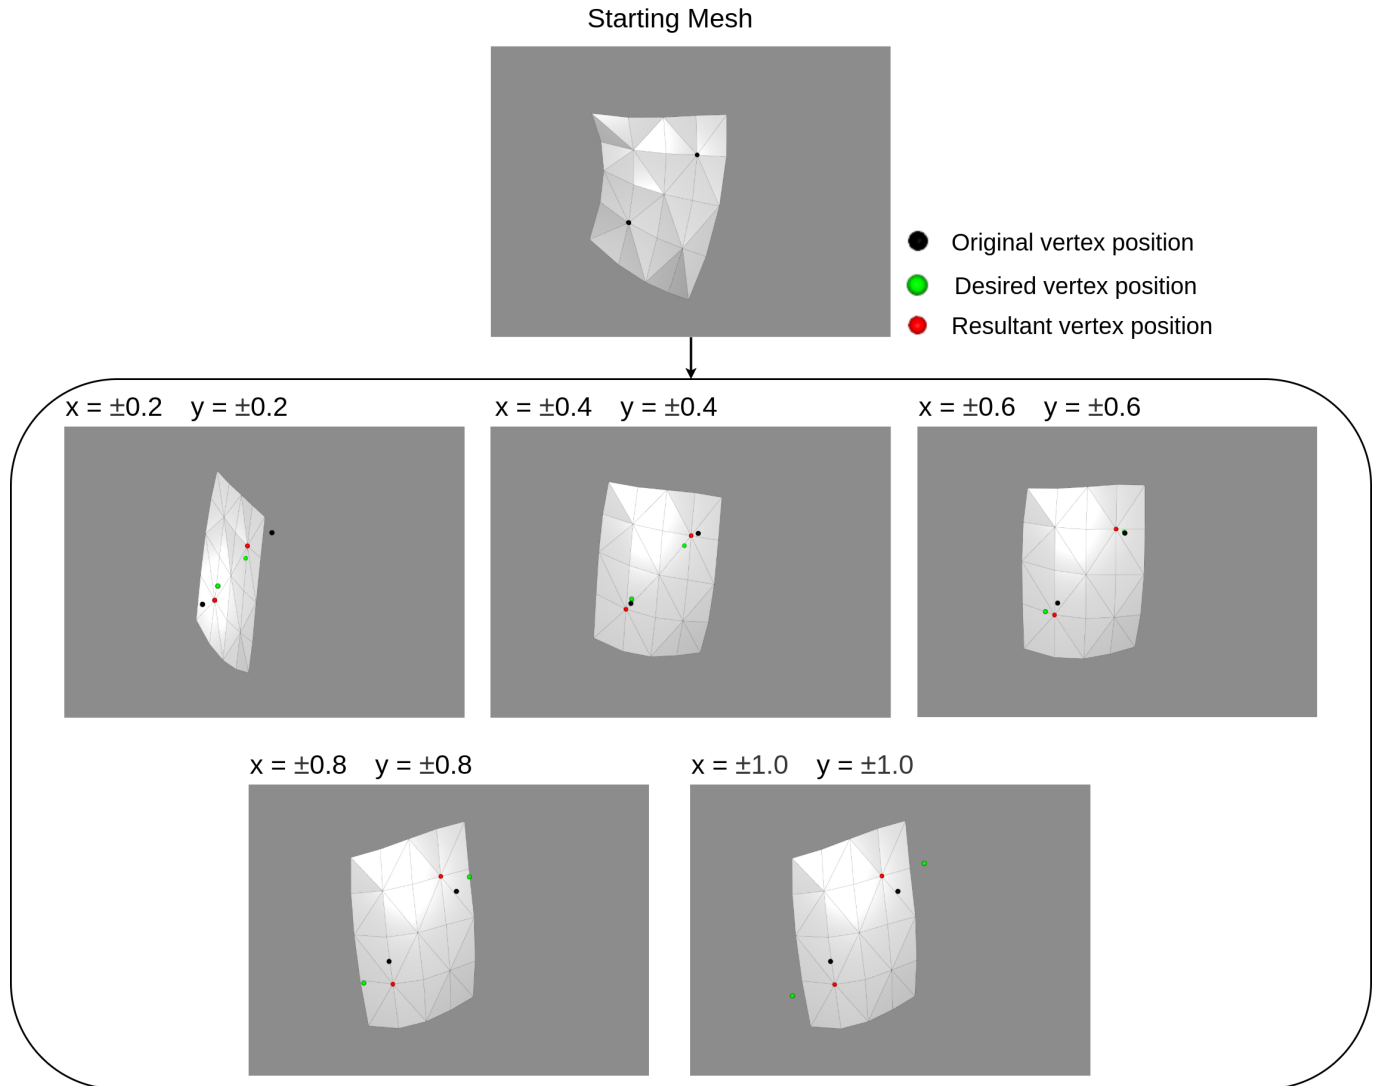 Starting Mesh
Original vertex position
Desired vertex position
Resultant vertex position
x = ±0.2 y = ±0.2
x = ±0.4 y = ±0.4
x = ±0.6 y = ±0.6
x = ±0.8 y = ±0.8
x = ±1.0 y = ±1.0